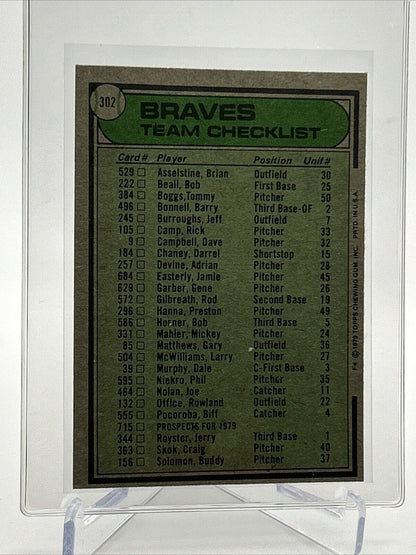 302
BRAVES
TEAM CHECKLIST
Card # Player Position Unif #
529 ☐ Asselstine, Brian Outfield 30
222 ☐ Beall, Bob First Base 25
384 ☐ Boggs,Tommy Pitcher 50
496 ☐ Bonnell, Barry Third Base-OF 2
245 ☐ Burroughs, Jeff Outfield 7
105 ☐ Camp, Rick Pitcher 33
9 ☐ Campbell, Dave Pitcher 32
184 ☐ Chaney, Darrel Shortstop 15
257 ☐ Devine, Adrian Pitcher 28
684 ☐ Easterly, Jamie Pitcher 45
629 ☐ Garber, Gene Pitcher 26
572 ☐ Gilbreath, Rod Second Base 19
296 ☐ Hanna, Preston Pitcher 49
586 ☐ Horner, Bob Third Base 5
331 ☐ Mahler, Mickey Pitcher 24
85 ☐ Matthews, Gary Outfield 36
504 ☐ McWilliams, Larry Pitcher 27
39 ☐ Murphy, Dale C-First Base 3
595 ☐ Niekro, Phil Pitcher 35
464 ☐ Nolan, Joe Catcher 11
132 ☐ Office, Rowland Outfield 22
555 ☐ Pocoroba, Biff Catcher 4
715 ☐ PROSPECTS FOR 1979
344 ☐ Royster, Jerry Third Base 1
363 ☐ Skok, Craig Pitcher 40
156 ☐ Solomon, Buddy Pitcher 37
F★ © 1979 TOPPS CHEWING GUM, INC. PRTD. IN U.S.A.